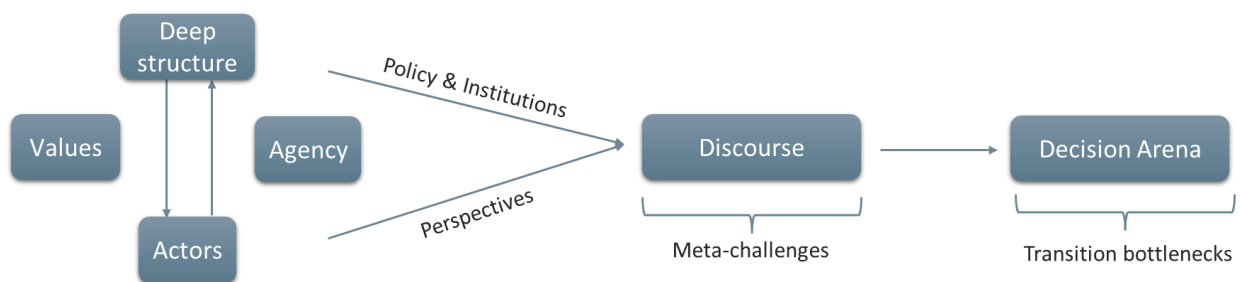 Deep
structure
Policy & Institutions
Values
Agency
Discourse
Decision Arena
Perspectives
Actors
Meta-challenges
Transition bottlenecks